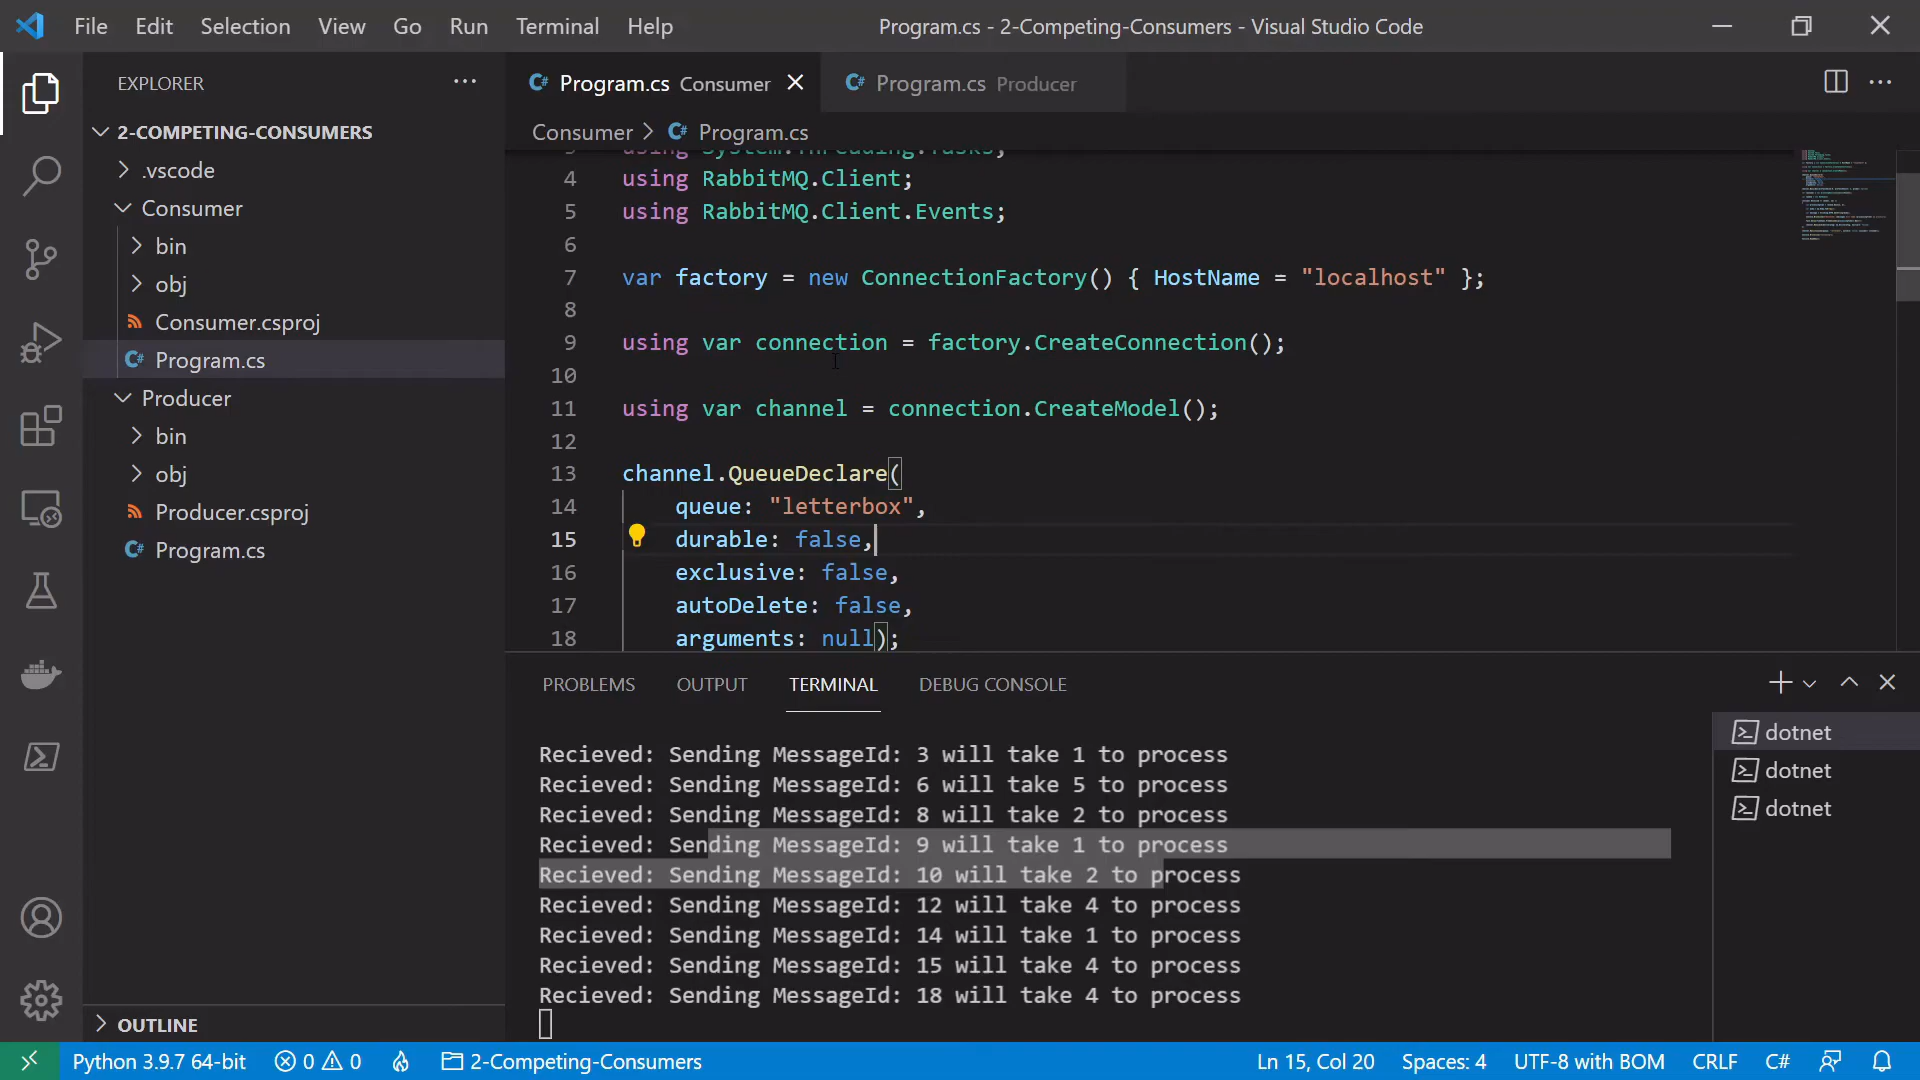 File Edit Selection View Go Run Terminal Help
Program.cs - 2-Competing-Consumers - Visual Studio Code
EXPLORER
2-COMPETING-CONSUMERS
.vscode
Consumer
bin
obj
Consumer.csproj
Program.cs
Producer
bin
obj
Producer.csproj
Program.cs
OUTLINE
Program.cs Consumer
Program.cs Producer
Consumer > Program.cs
using System.Threading.Tasks;
4 using RabbitMQ.Client;
5 using RabbitMQ.Client.Events;
6
7 var factory = new ConnectionFactory() { HostName = "localhost" };
8
9 using var connection = factory.CreateConnection();
10
11 using var channel = connection.CreateModel();
12
13 channel.QueueDeclare(
14 queue: "letterbox",
15 durable: false,
16 exclusive: false,
17 autoDelete: false,
18 arguments: null);
PROBLEMS OUTPUT TERMINAL DEBUG CONSOLE
Recieved: Sending MessageId: 3 will take 1 to process
Recieved: Sending MessageId: 6 will take 5 to process
Recieved: Sending MessageId: 8 will take 2 to process
Recieved: Sending MessageId: 9 will take 1 to process
Recieved: Sending MessageId: 10 will take 2 to process
Recieved: Sending MessageId: 12 will take 4 to process
Recieved: Sending MessageId: 14 will take 1 to process
Recieved: Sending MessageId: 15 will take 4 to process
Recieved: Sending MessageId: 18 will take 4 to process
dotnet
dotnet
dotnet
Python 3.9.7 64-bit 0 0 2-Competing-Consumers Ln 15, Col 20 Spaces: 4 UTF-8 with BOM CRLF C#